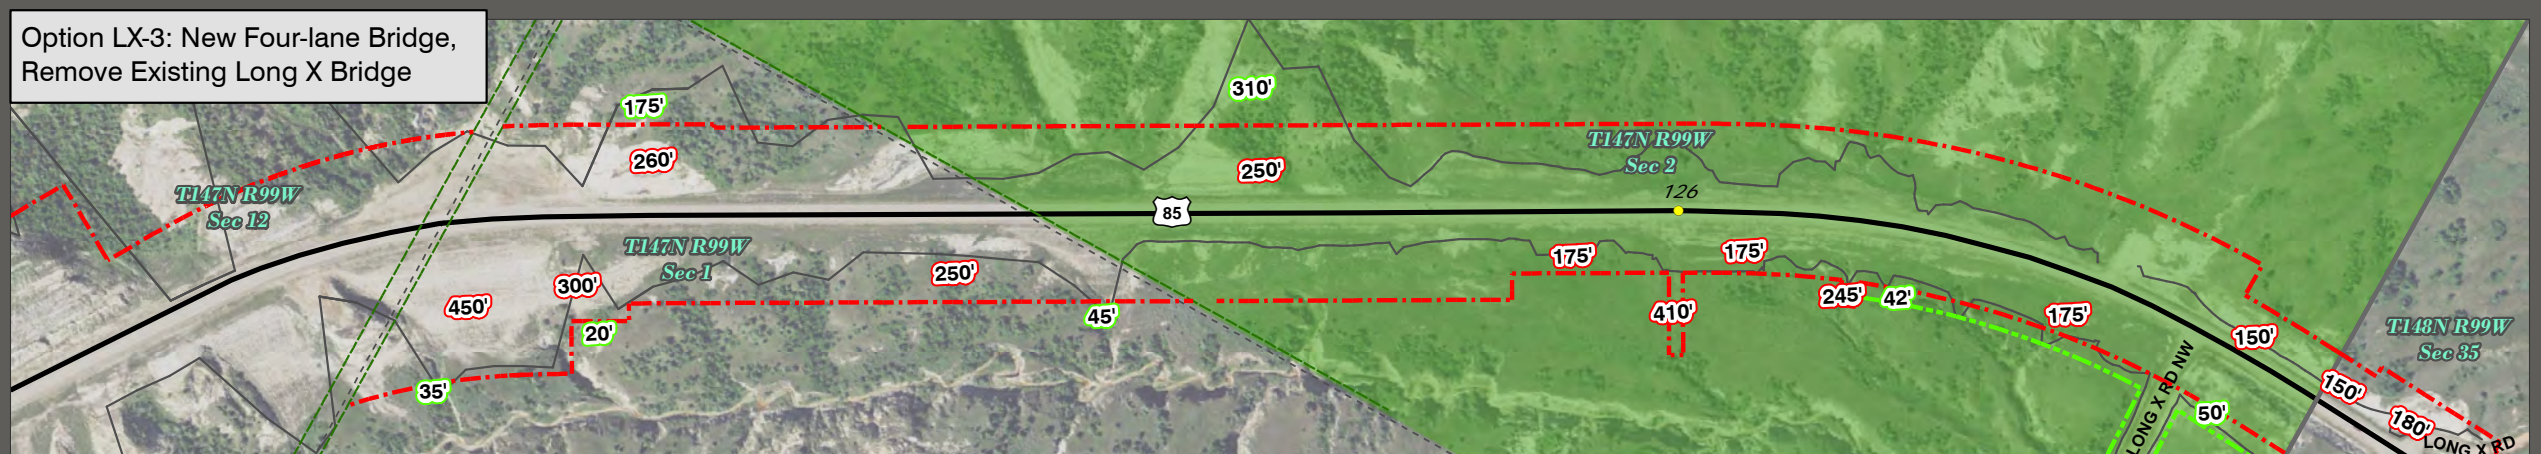 Option LX-3: New Four-lane Bridge,
Remove Existing Long X Bridge
175'
310'
260'
250'
T147N R99W
Sec 2
126
T147N R99W
Sec 12
85
T147N R99W
Sec 1
250'
300'
450'
20'
35'
45'
175'
175'
410'
245'
42'
175'
150'
T148N R99W
Sec 35
150'
180'
50'
LONG X RD NW
LONG X RD